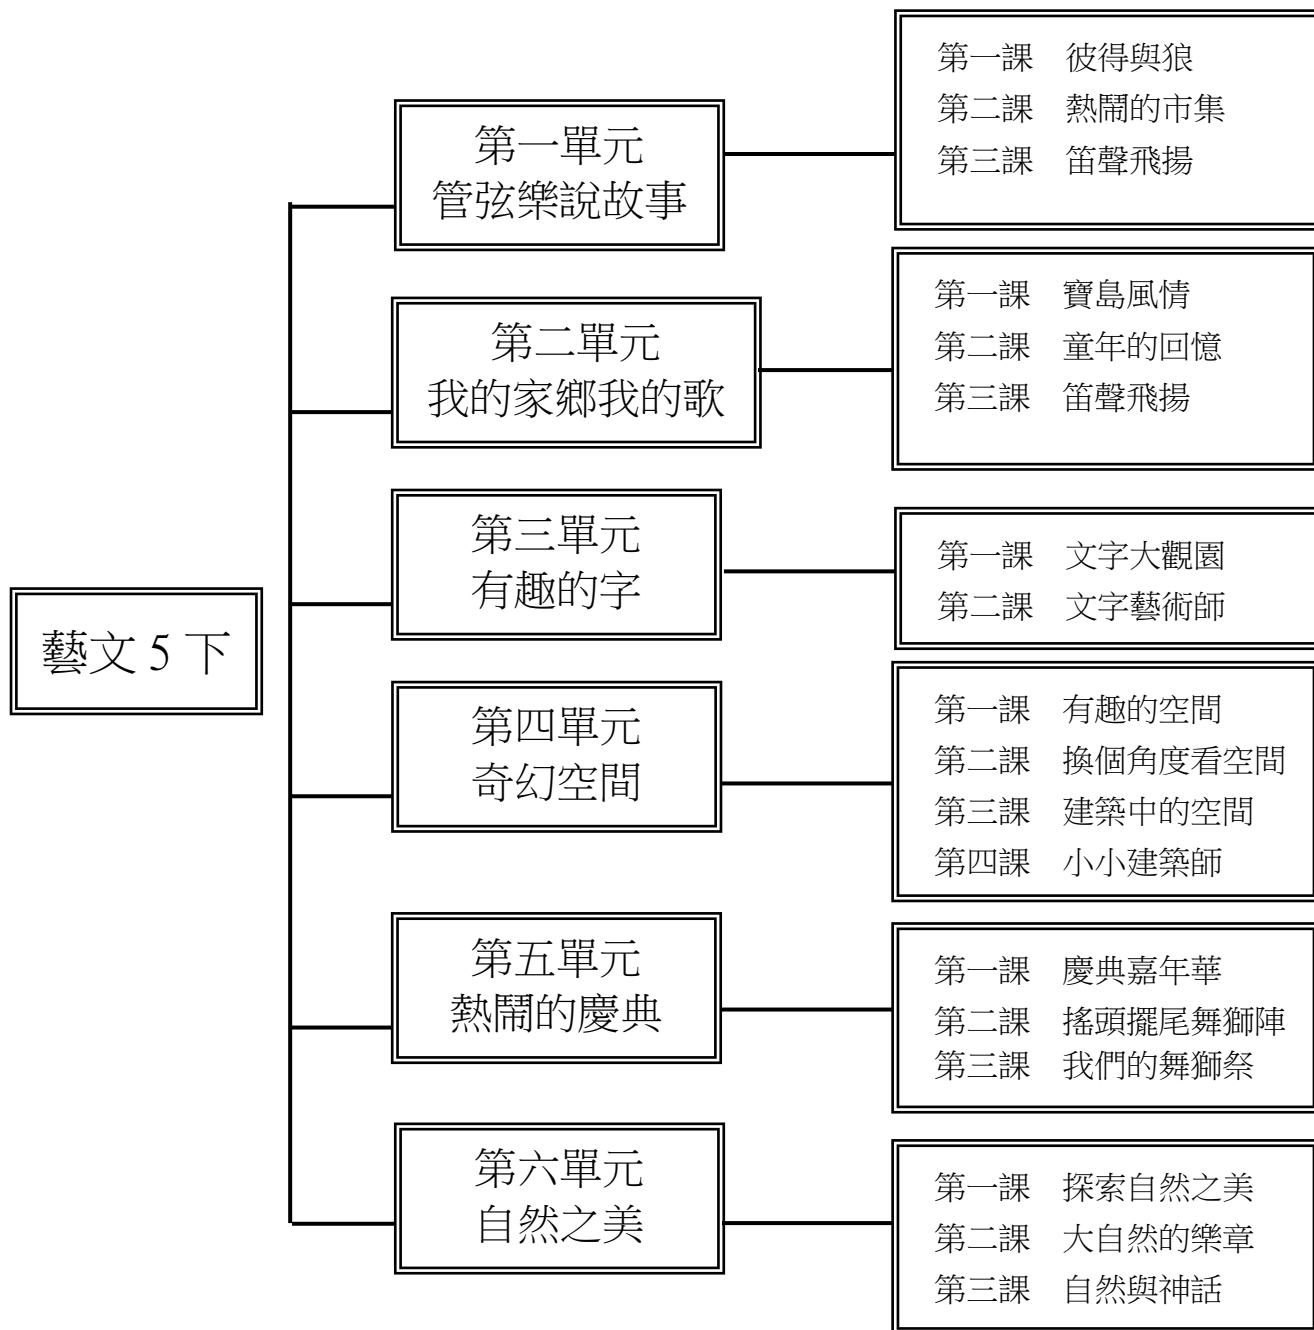 藝文 5 下
第一單元
管弦樂說故事
第一課　彼得與狼
第二課　熱鬧的市集
第三課　笛聲飛揚
第二單元
我的家鄉我的歌
第一課　寶島風情
第二課　童年的回憶
第三課　笛聲飛揚
第三單元
有趣的字
第一課　文字大觀園
第二課　文字藝術師
第四單元
奇幻空間
第一課　有趣的空間
第二課　換個角度看空間
第三課　建築中的空間
第四課　小小建築師
第五單元
熱鬧的慶典
第一課　慶典嘉年華
第二課　搖頭擺尾舞獅陣
第三課　我們的舞獅祭
第六單元
自然之美
第一課　探索自然之美
第二課　大自然的樂章
第三課　自然與神話